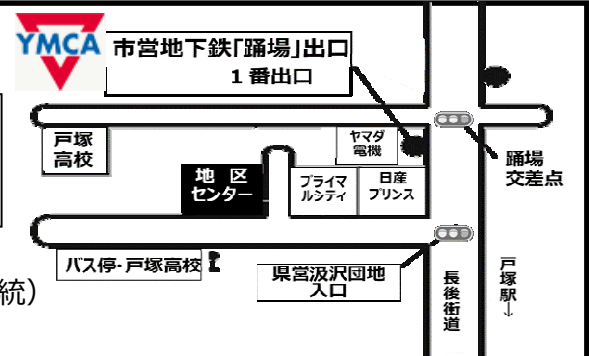 YMCA
市営地下鉄「踊場」出口
1番出口
ヤマダ
電機
戸塚
高校
踊場
交差点
地 区
センター
プライマ
ルシティ
日産
プリンス
バス停-戸塚高校
統）
県営汲沢団地
入口
長後街道
戸塚駅→